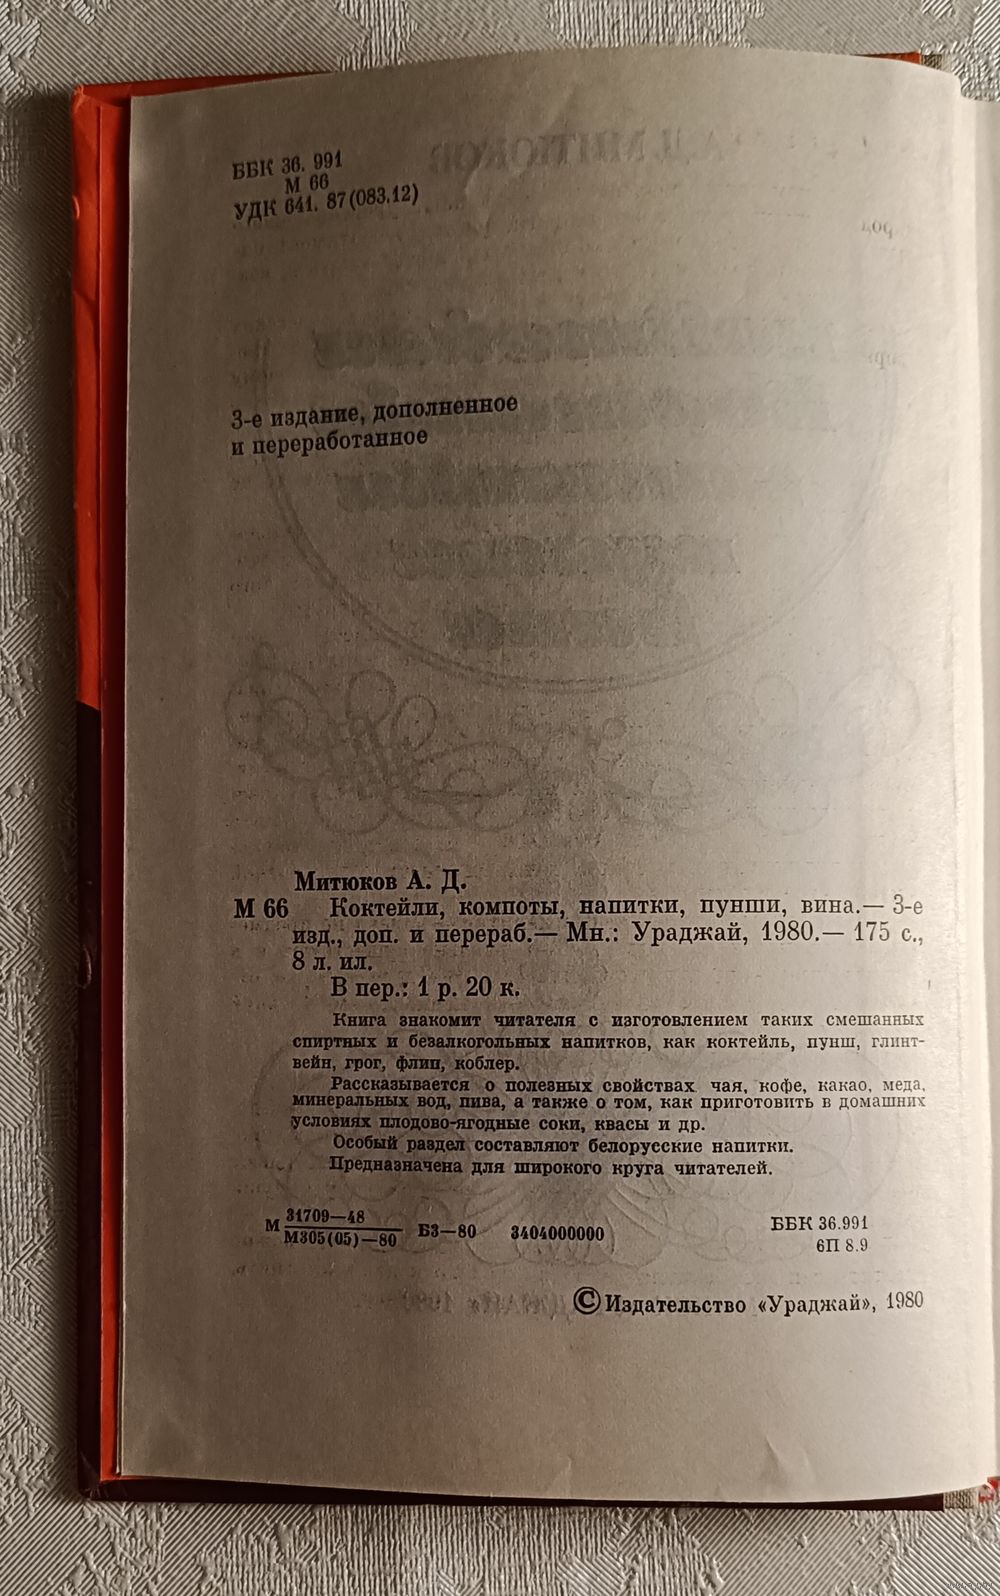 ББК 36. 991
М 66
УДК 641. 87(083.12)
3-е издание, дополненное
и переработанное
Митюков А. Д.
М 66 Коктейли, компоты, напитки, пунши, вина.— 3-е
изд., доп. и перераб.— Мн.: Ураджай, 1980.— 175 с.,
8 л. ил.
В пер.: 1 р. 20 к.
Книга знакомит читателя с изготовлением таких смешанных
спиртных и безалкогольных напитков, как коктейль, пунш, глинт-
вейн, грог, флип, коблер.
Рассказывается о полезных свойствах чая, кофе, какао, меда,
минеральных вод, пива, а также о том, как приготовить в домашних
условиях плодово-ягодные соки, квасы и др.
Особый раздел составляют белорусские напитки.
Предназначена для широкого круга читателей.
М 31709—48 / М305(05)—80 БЗ—80 3404000000 ББК 36.991
6П 8.9
© Издательство «Ураджай», 1980